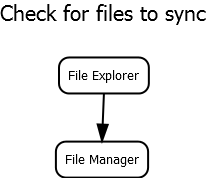 Check for files to sync
File Explorer
File Manager